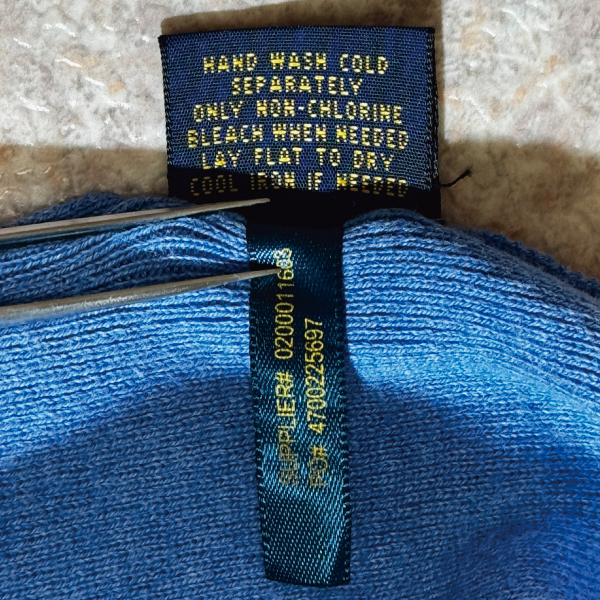 HAND WASH COLD
SEPARATELY
ONLY NON-CHLORINE
BLEACH WHEN NEEDED
LAY FLAT TO DRY
COOL IRON IF NEEDED
SUPPLIER#
PO# 4700225697